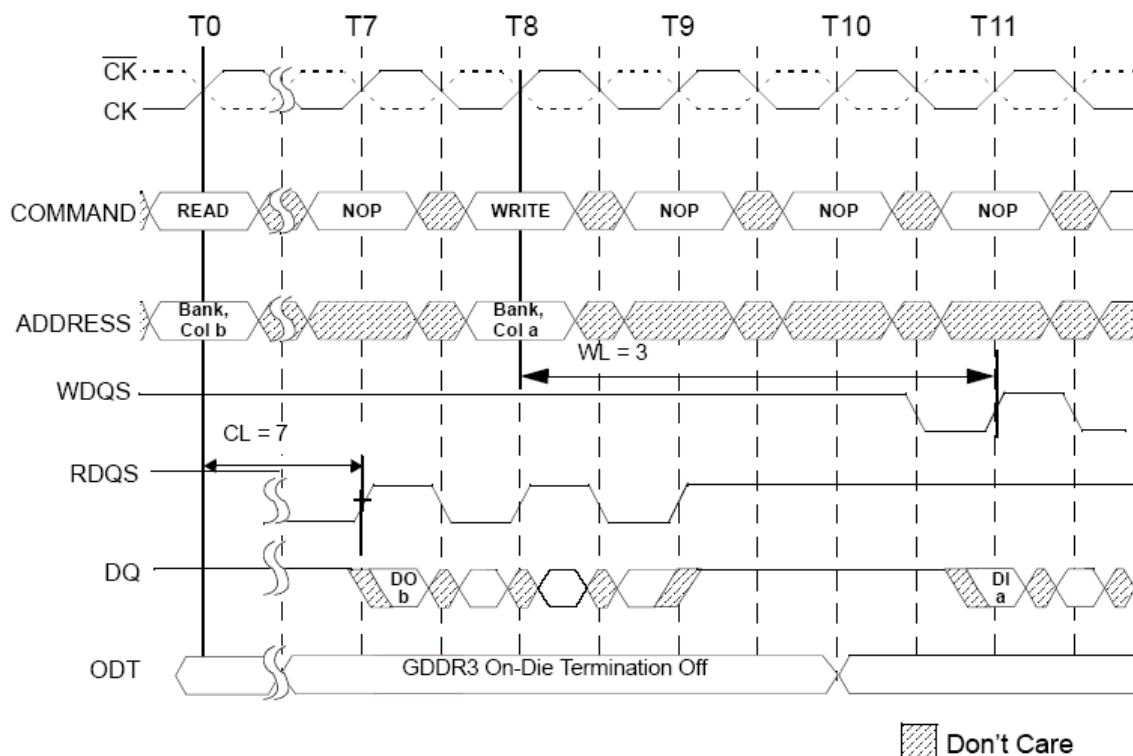 T0 T7 T8 T9 T10 T11
CK
CK
COMMAND READ NOP WRITE NOP NOP NOP
ADDRESS Bank, Col b Bank, Col a
WL = 3
WDQS
CL = 7
RDQS
DQ DO b DI a
ODT GDDR3 On-Die Termination Off
Don't Care